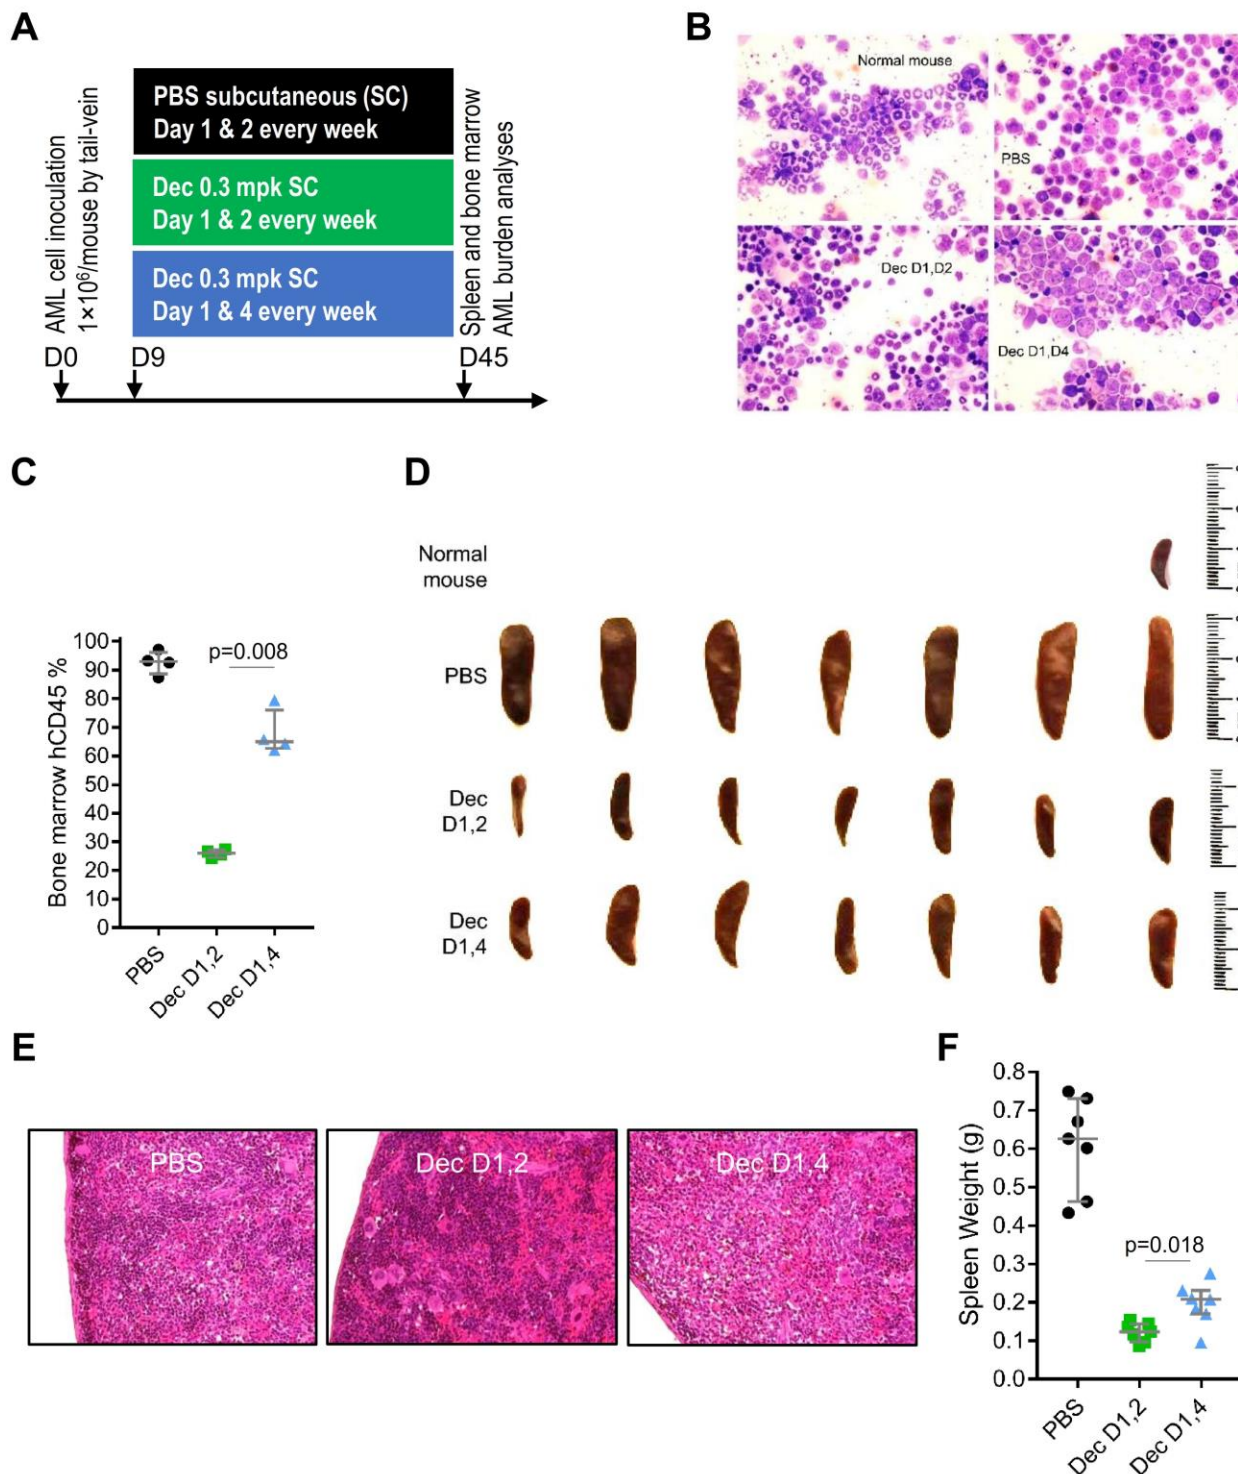 A
AML cell inoculation
1×10⁶/mouse by tail-vein
PBS subcutaneous (SC)
Day 1 & 2 every week
Dec 0.3 mpk SC
Day 1 & 2 every week
Dec 0.3 mpk SC
Day 1 & 4 every week
Spleen and bone marrow
AML burden analyses
D0
D9
D45
B
Normal mouse
PBS
Dec D1,D2
Dec D1,D4
C
Bone marrow hCD45 %
100
90
80
70
60
50
40
30
20
10
0
p=0.008
PBS
Dec D1,2
Dec D1,4
D
Normal
mouse
PBS
Dec
D1,2
Dec
D1,4
E
PBS
Dec D1,2
Dec D1,4
F
Spleen Weight (g)
0.8
0.7
0.6
0.5
0.4
0.3
0.2
0.1
0.0
p=0.018
PBS
Dec D1,2
Dec D1,4